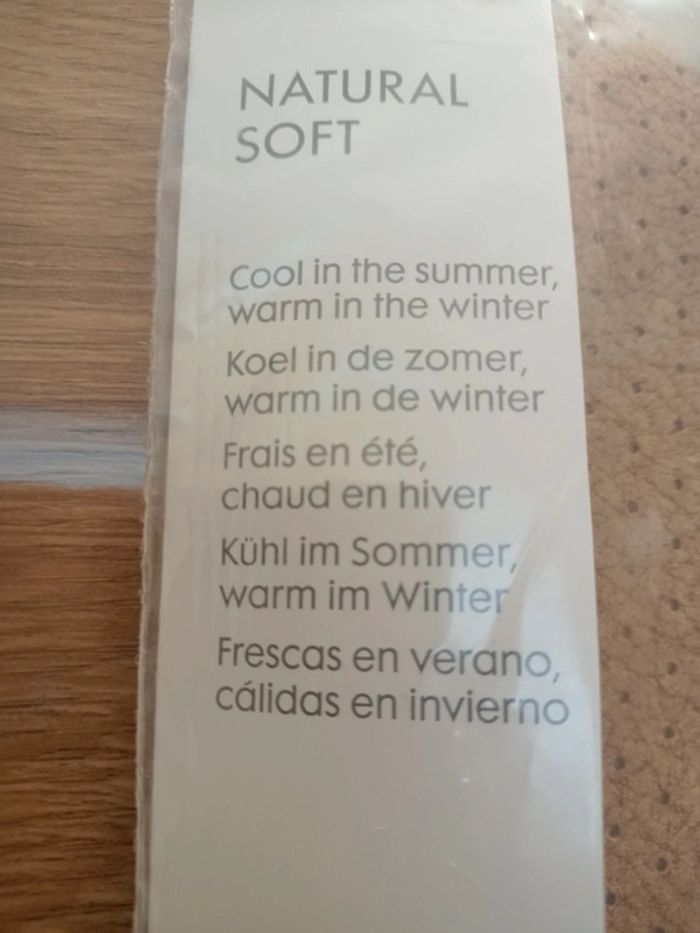 NATURAL
SOFT
Cool in the summer,
warm in the winter
Koel in de zomer,
warm in de winter
Frais en été,
chaud en hiver
Kühl im Sommer,
warm im Winter
Frescas en verano,
cálidas en invierno